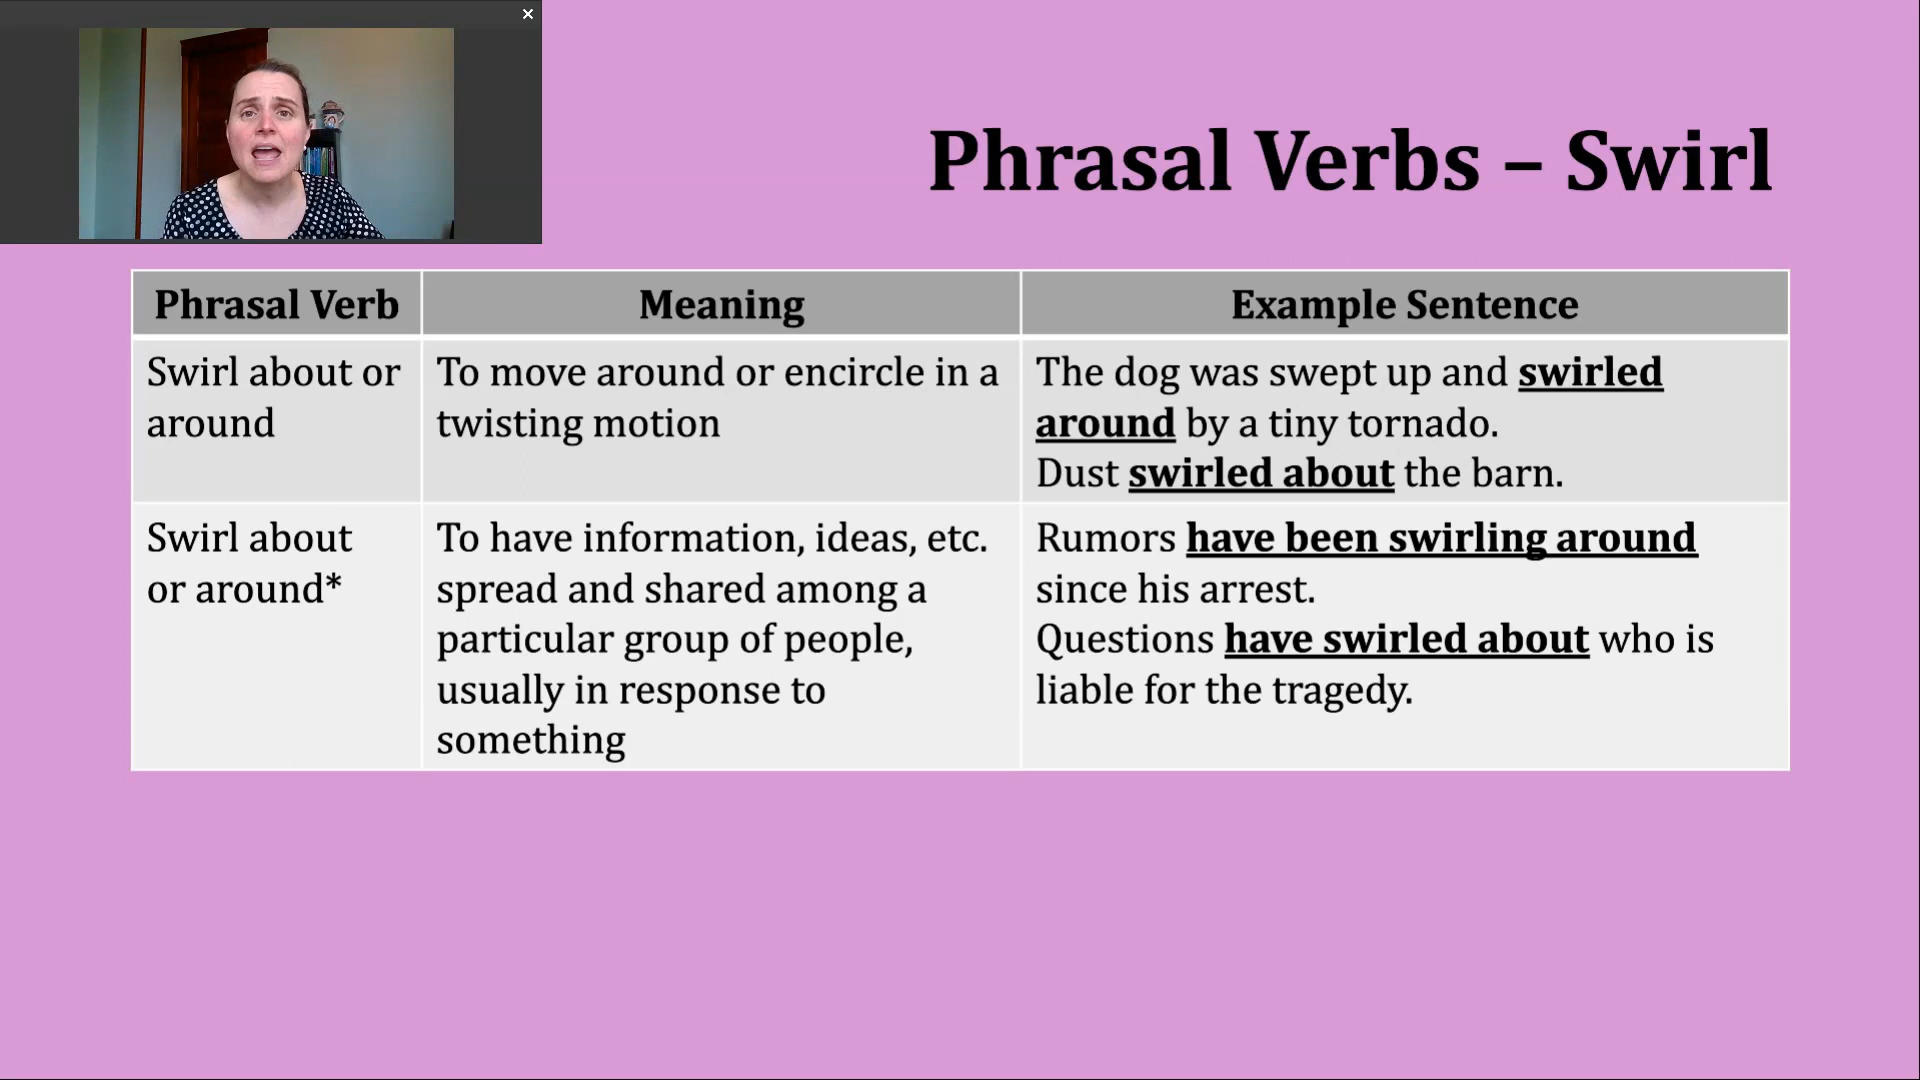 Phrasal Verbs – Swirl
Phrasal Verb
Meaning
Example Sentence
Swirl about or
around
To move around or encircle in a
twisting motion
The dog was swept up and swirled
around by a tiny tornado.
Dust swirled about the barn.
Swirl about
or around*
To have information, ideas, etc.
spread and shared among a
particular group of people,
usually in response to
something
Rumors have been swirling around
since his arrest.
Questions have swirled about who is
liable for the tragedy.